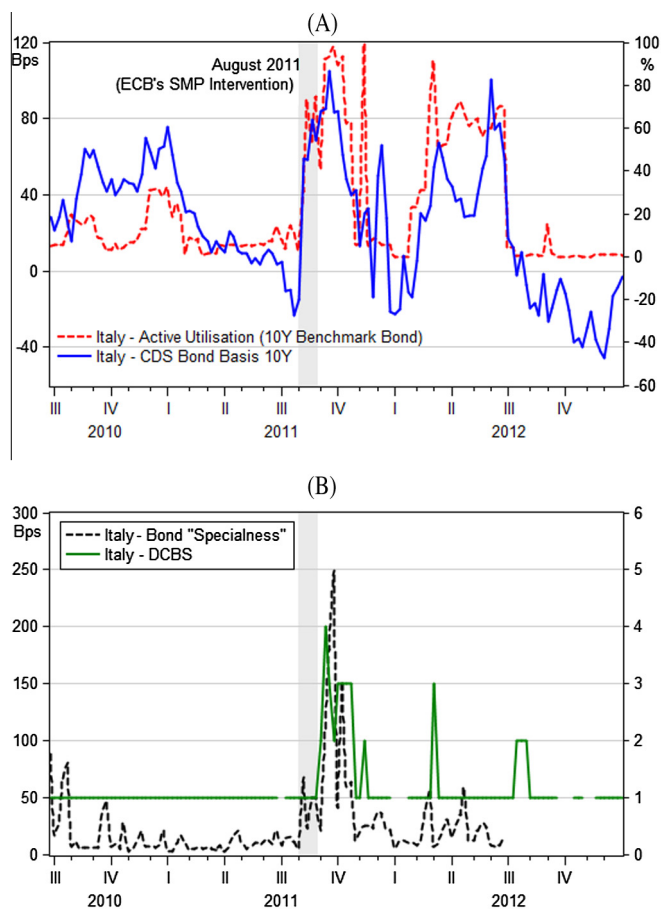 (A)
120
Bps
80
40
0
-40
100
%
80
60
40
20
0
-20
-40
-60
August 2011
(ECB's SMP Intervention)
Italy - Active Utilisation (10Y Benchmark Bond)
Italy - CDS Bond Basis 10Y
III IV I II III IV I II III IV
2010 2011 2012
(B)
300
Bps
250
200
150
100
50
0
6
5
4
3
2
1
0
Italy - Bond "Specialness"
Italy - DCBS
III IV I II III IV I II III IV
2010 2011 2012